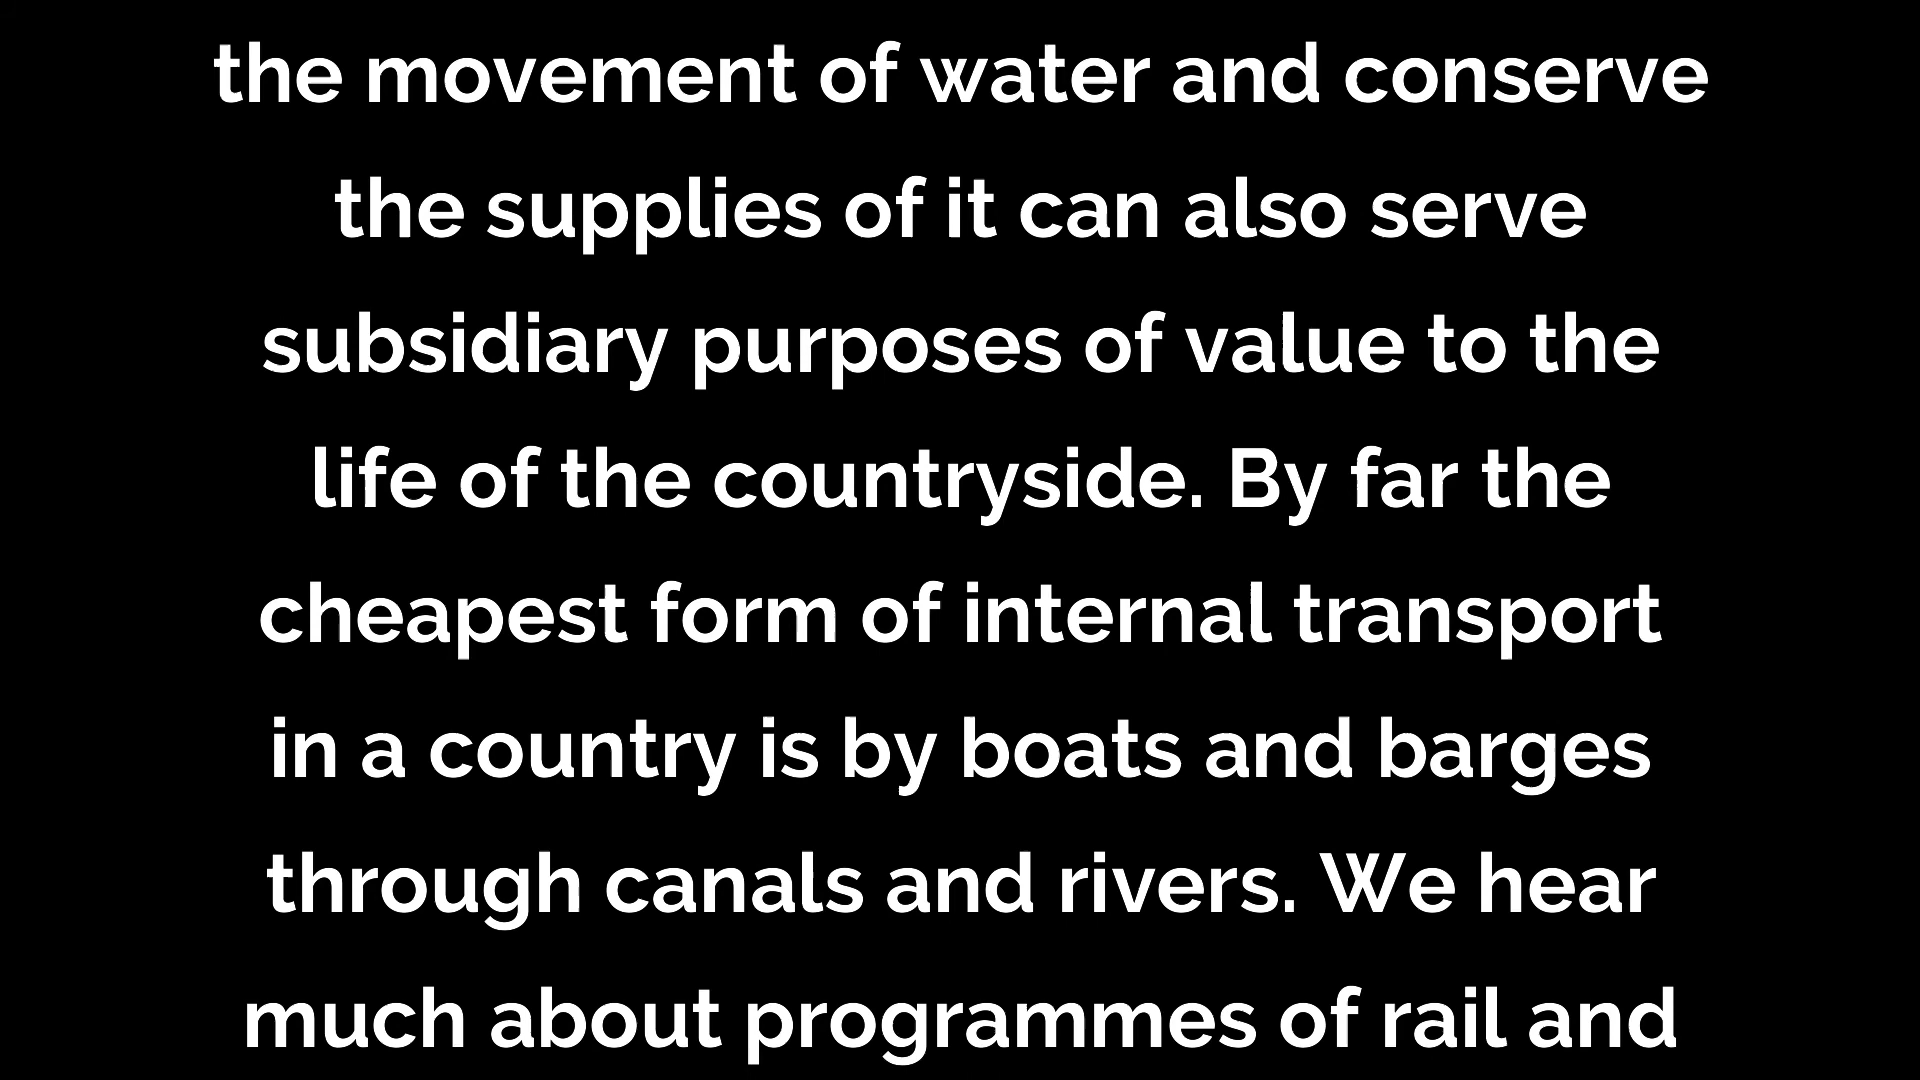 the movement of water and conserve
the supplies of it can also serve
subsidiary purposes of value to the
life of the countryside. By far the
cheapest form of internal transport
in a country is by boats and barges
through canals and rivers. We hear
much about programmes of rail and